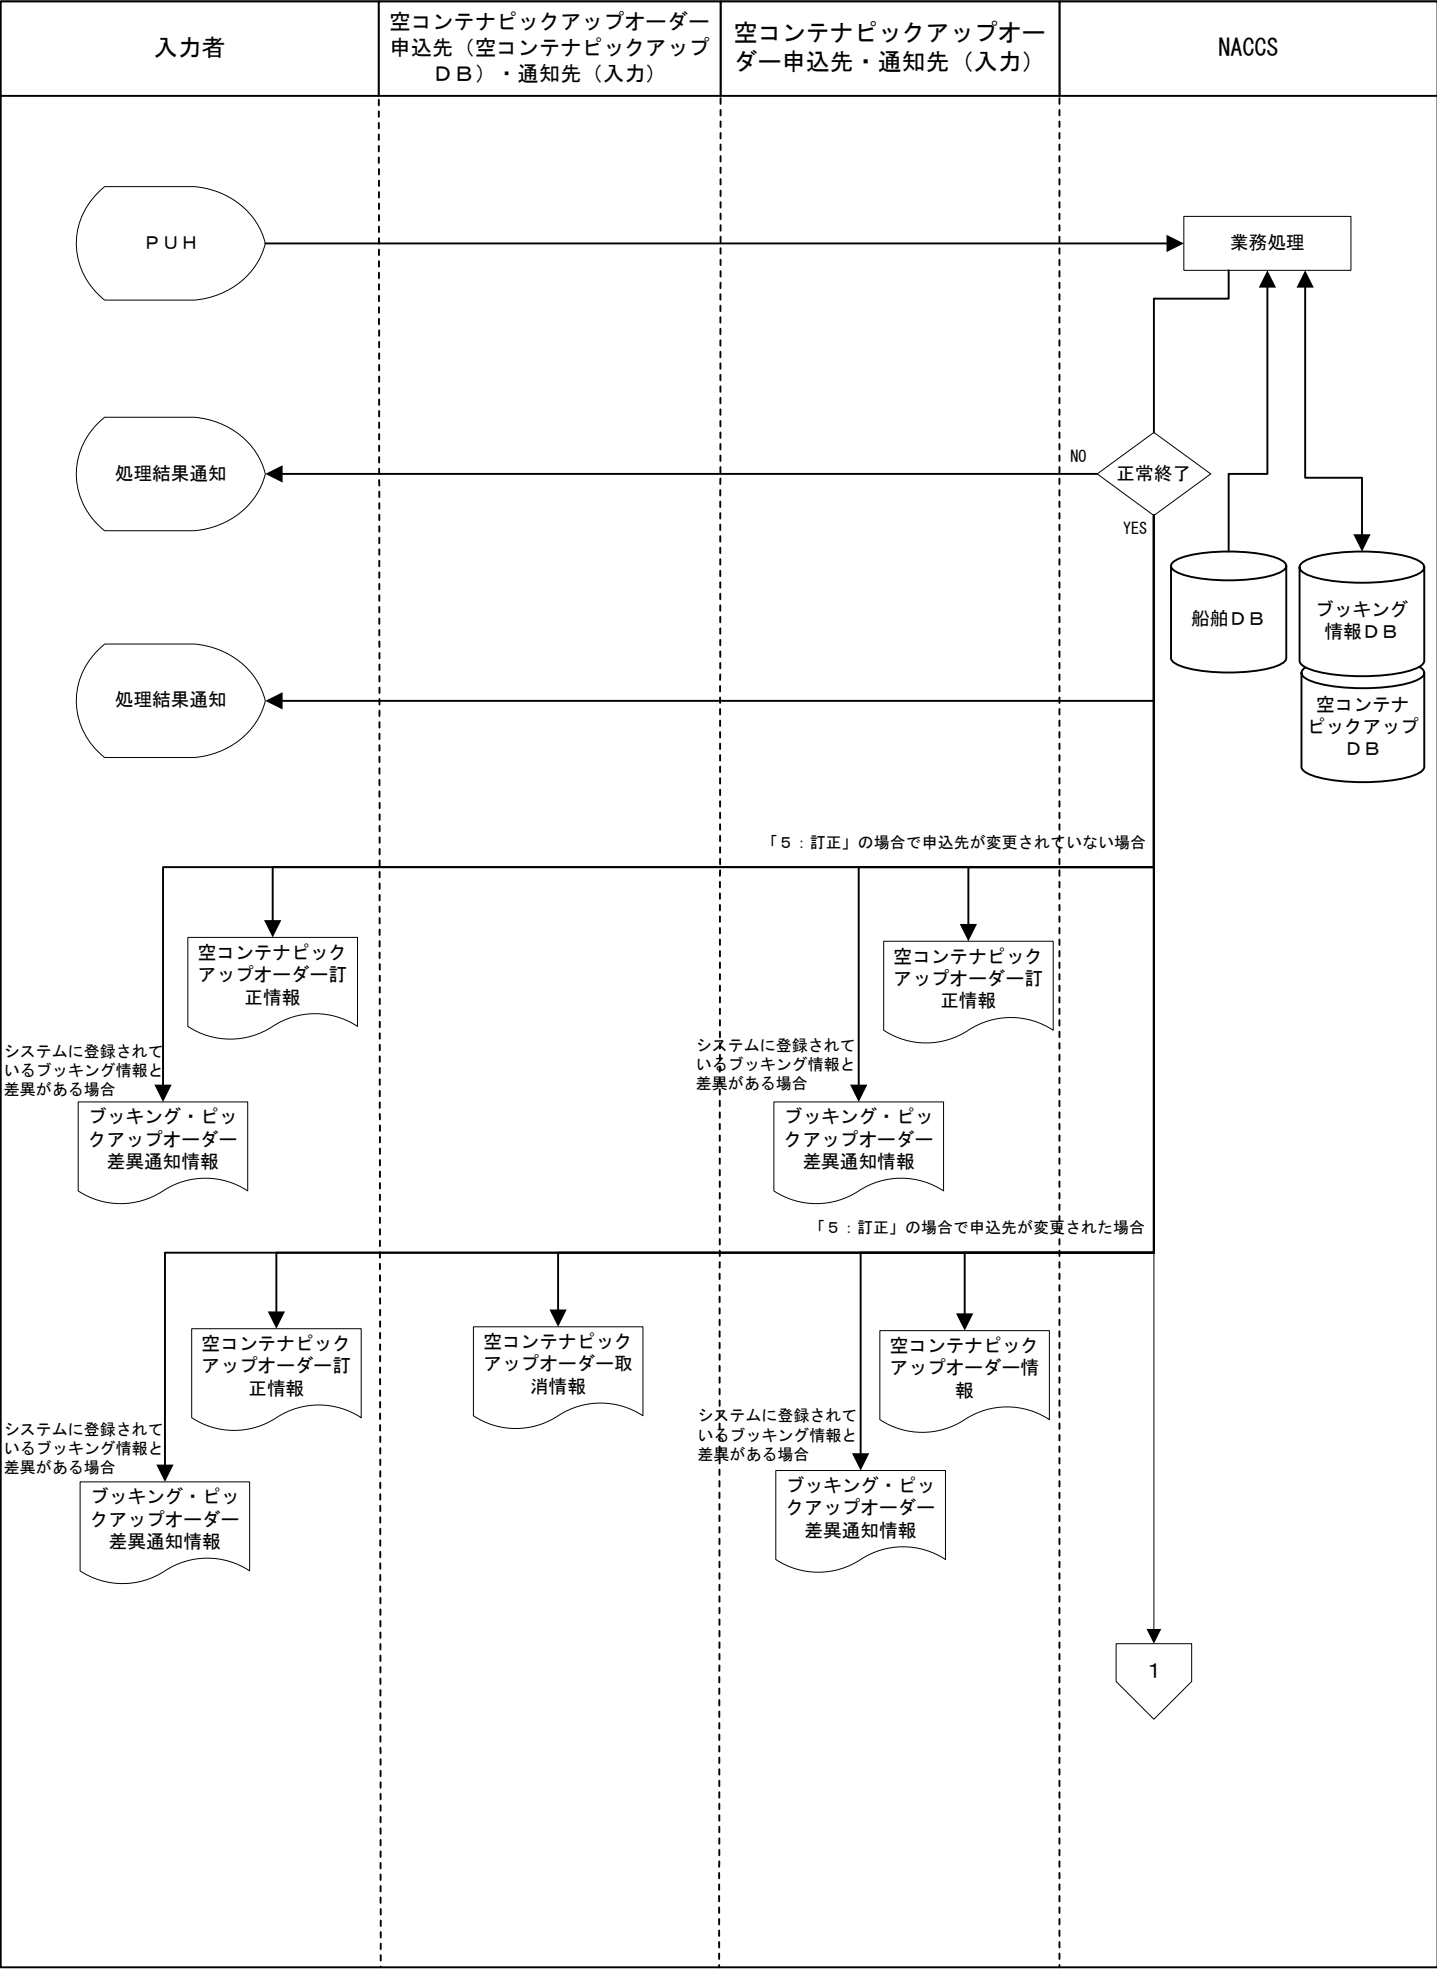 入力者
空コンテナピックアップオーダー
申込先（空コンテナピックアップ
ＤＢ）・通知先（入力）
空コンテナピックアップオー
ダー申込先・通知先（入力）
NACCS
ＰＵＨ
業務処理
処理結果通知
NO
正常終了
YES
船舶ＤＢ
ブッキング
情報ＤＢ
処理結果通知
空コンテナ
ピックアップ
ＤＢ
「５：訂正」の場合で申込先が変更されていない場合
空コンテナピック
アップオーダー訂
正情報
空コンテナピック
アップオーダー訂
正情報
システムに登録されて
いるブッキング情報と
差異がある場合
システムに登録されて
いるブッキング情報と
差異がある場合
ブッキング・ピッ
クアップオーダー
差異通知情報
ブッキング・ピッ
クアップオーダー
差異通知情報
「５：訂正」の場合で申込先が変更された場合
空コンテナピック
アップオーダー訂
正情報
空コンテナピック
アップオーダー取
消情報
空コンテナピック
アップオーダー情
報
システムに登録されて
いるブッキング情報と
差異がある場合
システムに登録されて
いるブッキング情報と
差異がある場合
ブッキング・ピッ
クアップオーダー
差異通知情報
ブッキング・ピッ
クアップオーダー
差異通知情報
1